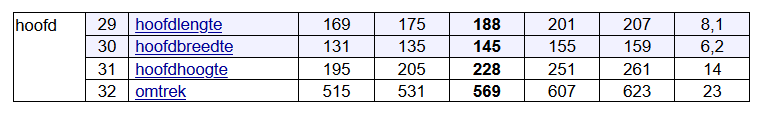 hoofd 29 hoofdlengte 169 175 188 201 207 8,1
30 hoofdbreedte 131 135 145 155 159 6,2
31 hoofdhoogte 195 205 228 251 261 14
32 omtrek 515 531 569 607 623 23